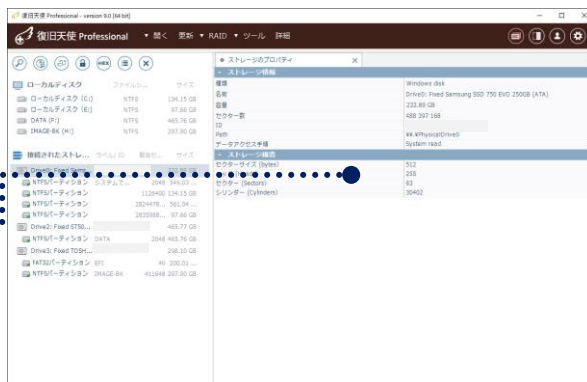 復旧天使 Professional - version 9.0 [64 bit]
復旧天使 Professional ▼ 開く 更新 ▼ RAID ▼ ツール 詳細
HEX
ストレージのプロパティ
ローカルディスク ファイルシ... サイズ
ローカルディスク (C:) NTFS 134.15 GB
ローカルディスク (E:) NTFS 97.66 GB
DATA (F:) NTFS 465.76 GB
IMAGE-BK (H:) NTFS 297.90 GB
接続されたストレ... ラベル/ID 開始セ... サイズ
Drive0: Fixed Sams... 232.89 GB
NTFSパーティション システムで... 2048 549.03 ...
NTFSパーティション 1126400 134.15 GB
NTFSパーティション 2824478... 561.04 ...
NTFSパーティション 2835988... 97.66 GB
Drive2: Fixed ST50... 465.77 GB
NTFSパーティション DATA 2048 465.76 GB
Drive3: Fixed TOSH... 298.10 GB
FAT32パーティション EFI 40 200.01 ...
NTFSパーティション IMAGE-BK 411648 297.90 GB
ストレージ情報
種類 Windows disk
名称 Drive0: Fixed Samsung SSD 750 EVO 250GB (ATA)
容量 232.89 GB
セクター数 488 397 168
ID
Path ¥¥.¥PhysicalDrive0
データアクセス手順 System read
ストレージ構造
セクターサイズ (bytes) 512
255
セクター (Sectors) 63
シリンダー (Cylinders) 30402